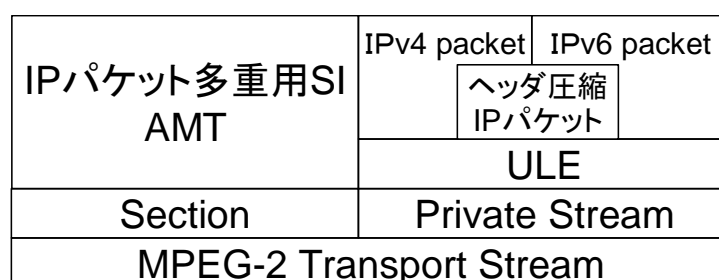 IPパケット多重用SI
AMT
IPv4 packet
IPv6 packet
ヘッダ圧縮
IPパケット
ULE
Section
Private Stream
MPEG-2 Transport Stream